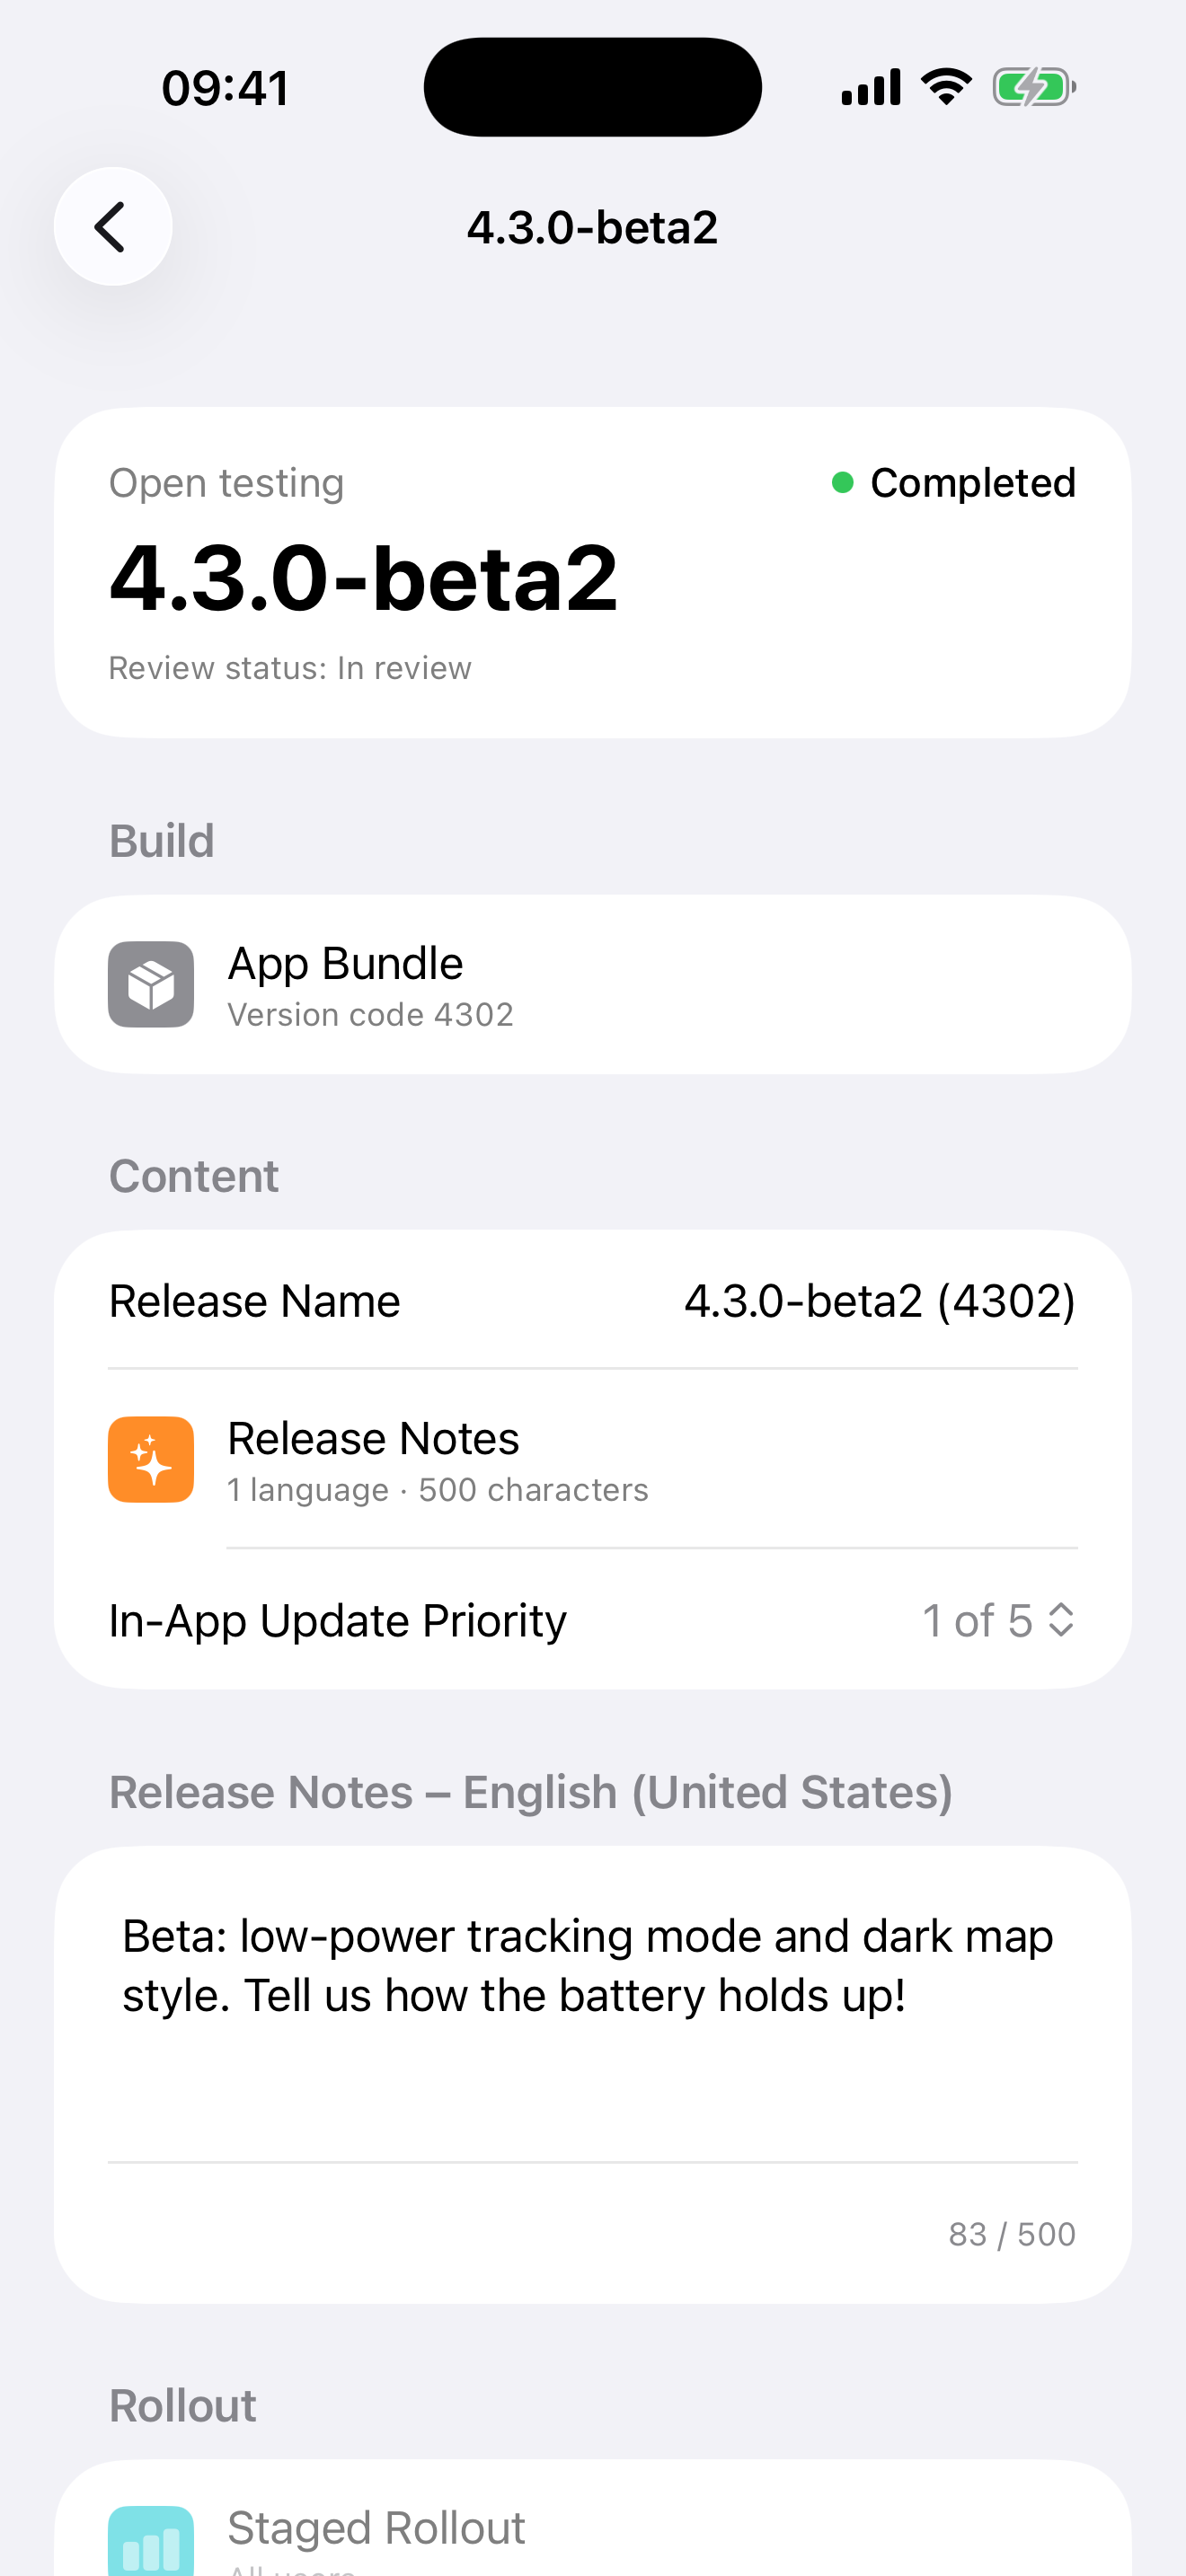 09:41
4.3.0-beta2
Open testing
Completed
4.3.0-beta2
Review status: In review
Build
App Bundle
Version code 4302
Content
Release Name
4.3.0-beta2 (4302)
Release Notes
1 language · 500 characters
In-App Update Priority
1 of 5
Release Notes – English (United States)
Beta: low-power tracking mode and dark map
style. Tell us how the battery holds up!
83 / 500
Rollout
Staged Rollout
All users